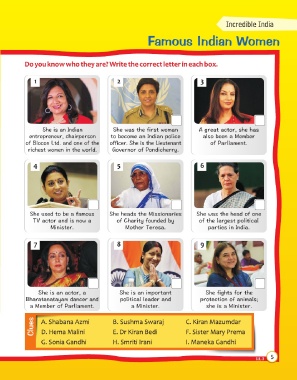 Incredible India
Famous Indian Women
Do you know who they are? Write the correct letter in each box.
1
2
3
She is an Indian
entrepreneur, chairperson
of Biocon Ltd. and one of the
richest women in the world.
She was the first woman
to become an Indian police
officer. She is the Lieutenant
Governor of Pondicherry.
A great actor, she has
also been a Member
of Parliament.
4
5
6
She used to be a famous
TV actor and is now a
Minister.
She heads the Missionaries
of Charity founded by
Mother Teresa.
She was the head of one
of the largest political
parties in India.
7
8
9
She is an actor, a
Bharatanatayam dancer and
a Member of Parliament.
She is an important
political leader and
a Minister.
She fights for the
protection of animals;
she is a Minister.
Clues
A. Shabana Azmi
B. Sushma Swaraj
C. Kiran Mazumdar
D. Hema Malini
E. Dr Kiran Bedi
F. Sister Mary Prema
G. Sonia Gandhi
H. Smriti Irani
I. Maneka Gandhi
5